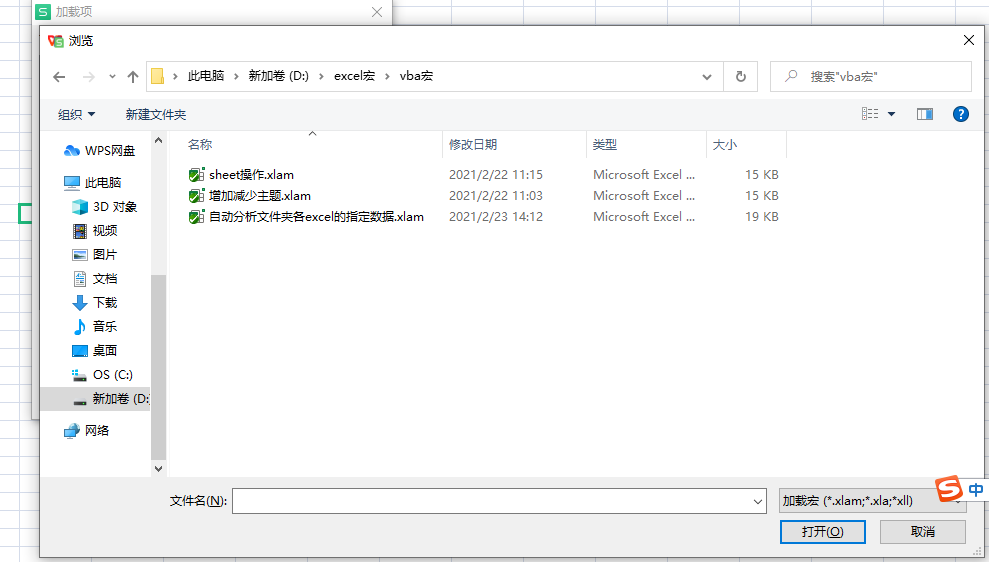 加载项
浏览
此电脑 › 新加卷 (D:) › excel宏 › vba宏
搜索"vba宏"
组织
新建文件夹
名称 修改日期 类型 大小
sheet操作.xlam 2021/2/22 11:15 Microsoft Excel ... 15 KB
增加减少主题.xlam 2021/2/22 11:03 Microsoft Excel ... 15 KB
自动分析文件夹各excel的指定数据.xlam 2021/2/23 14:12 Microsoft Excel ... 19 KB
WPS网盘
此电脑
3D 对象
视频
图片
文档
下载
音乐
桌面
OS (C:)
新加卷 (D:
网络
文件名(N):
加载宏 (*.xlam;*.xla;*xll)
中
打开(O)
取消